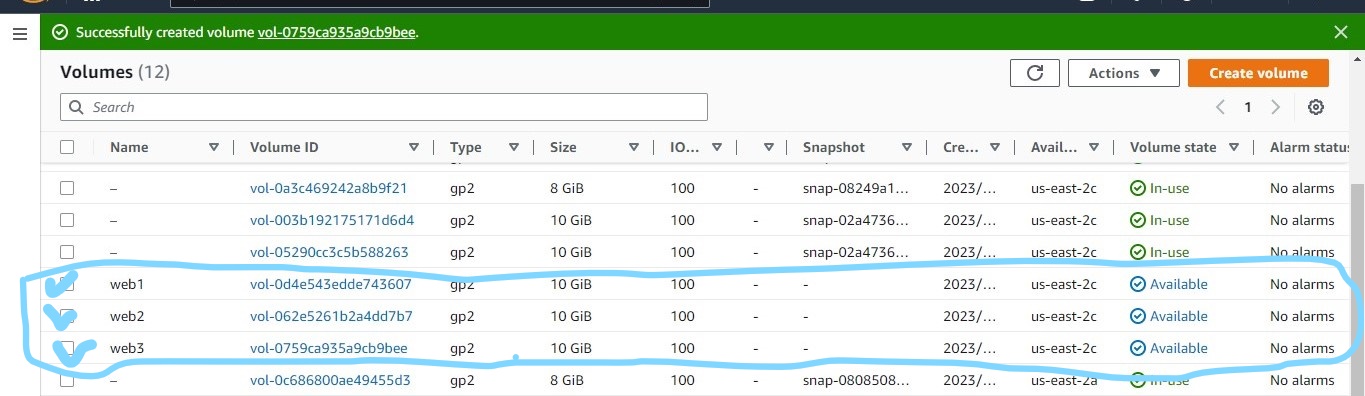 Successfully created volume vol-0759ca935a9cb9bee.
Volumes (12)
Actions
Create volume
Search
1
Name Volume ID Type Size IO... Snapshot Cre... Avail... Volume state Alarm status
– vol-0a3c469242a8b9f21 gp2 8 GiB 100 - snap-08249a1... 2023/... us-east-2c In-use No alarms
– vol-003b192175171d6d4 gp2 10 GiB 100 - snap-02a4736... 2023/... us-east-2c In-use No alarms
– vol-05290cc3c5b588263 gp2 10 GiB 100 - snap-02a4736... 2023/... us-east-2c In-use No alarms
web1 vol-0d4e543edde743607 gp2 10 GiB 100 - - 2023/... us-east-2c Available No alarms
web2 vol-062e5261b2a4dd7b7 gp2 10 GiB 100 - - 2023/... us-east-2c Available No alarms
web3 vol-0759ca935a9cb9bee gp2 10 GiB 100 - - 2023/... us-east-2c Available No alarms
– vol-0c686800ae49455d3 gp2 8 GiB 100 - snap-0808508... 2023/... us-east-2a In-use No alarms